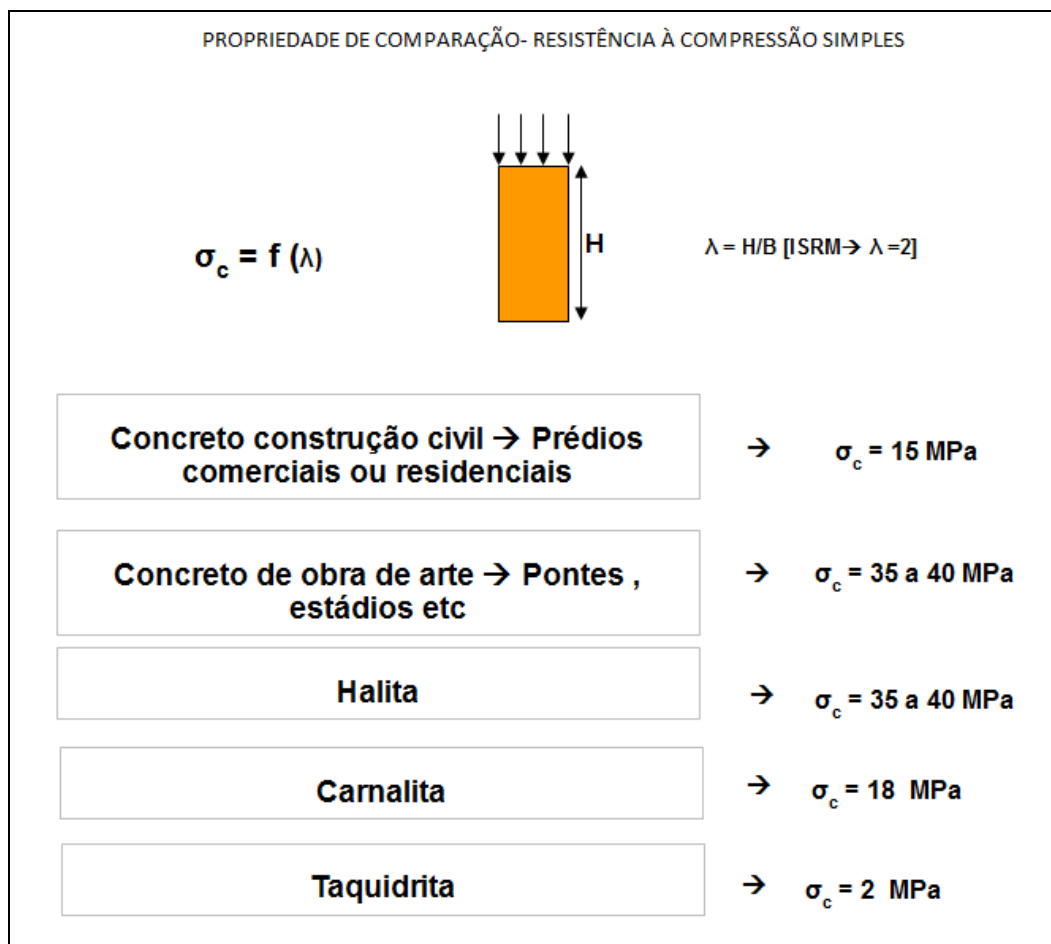 PROPRIEDADE DE COMPARAÇÃO- RESISTÊNCIA À COMPRESSÃO SIMPLES
σc = f (λ)
H
λ = H/B [ISRM→ λ =2]
Concreto construção civil → Prédios
comerciais ou residenciais
→ σc = 15 MPa
Concreto de obra de arte → Pontes ,
estádios etc
→ σc = 35 a 40 MPa
Halita → σc = 35 a 40 MPa
Carnalita → σc = 18 MPa
Taquidrita → σc = 2 MPa